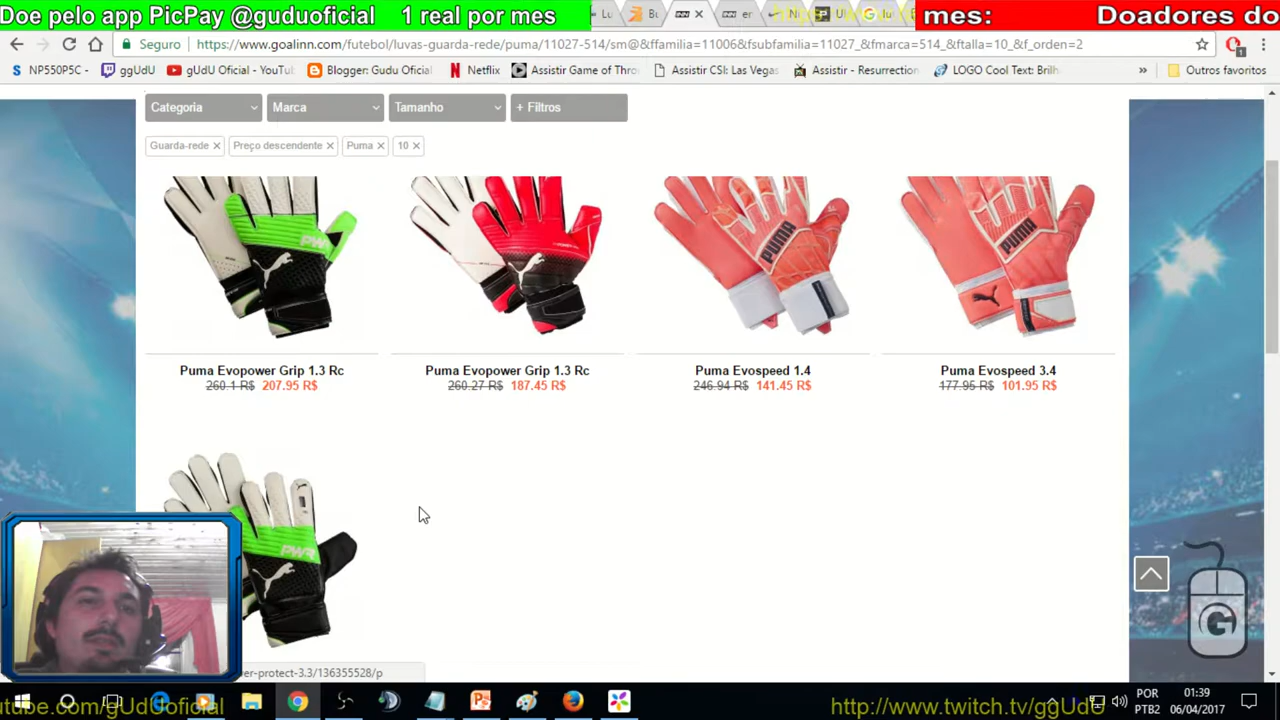 Doe pelo app PicPay @guduoficial 1 real por mes
mes: Doadores do
Seguro https://www.goalinn.com/futebol/luvas-guarda-rede/puma/11027-514/sm@&ffamilia=11006&fsubfamilia=11027_&fmarca=514_&ftalla=10_&f_orden=2
NP550P5C - ggUdU gUdU Oficial - YouTu Blogger: Gudu Oficial Netflix Assistir Game of Thro Assistir CSI: Las Vegas Assistir - Resurrection LOGO Cool Text: Brilh » Outros favoritos
Categoria Marca Tamanho + Filtros
Guarda-rede × Preço descendente × Puma × 10 ×
PWR
PUMA
PUMA
Puma Evopower Grip 1.3 Rc
260.1 R$ 207.95 R$
Puma Evopower Grip 1.3 Rc
260.27 R$ 187.45 R$
Puma Evospeed 1.4
246.94 R$ 141.45 R$
Puma Evospeed 3.4
177.95 R$ 101.95 R$
PWR
G
wer-protect-3.3/136355528/p
utube.com/gUdUoficial
http://www.twitch.tv/ggUdU
POR
PTB2
01:39
06/04/2017